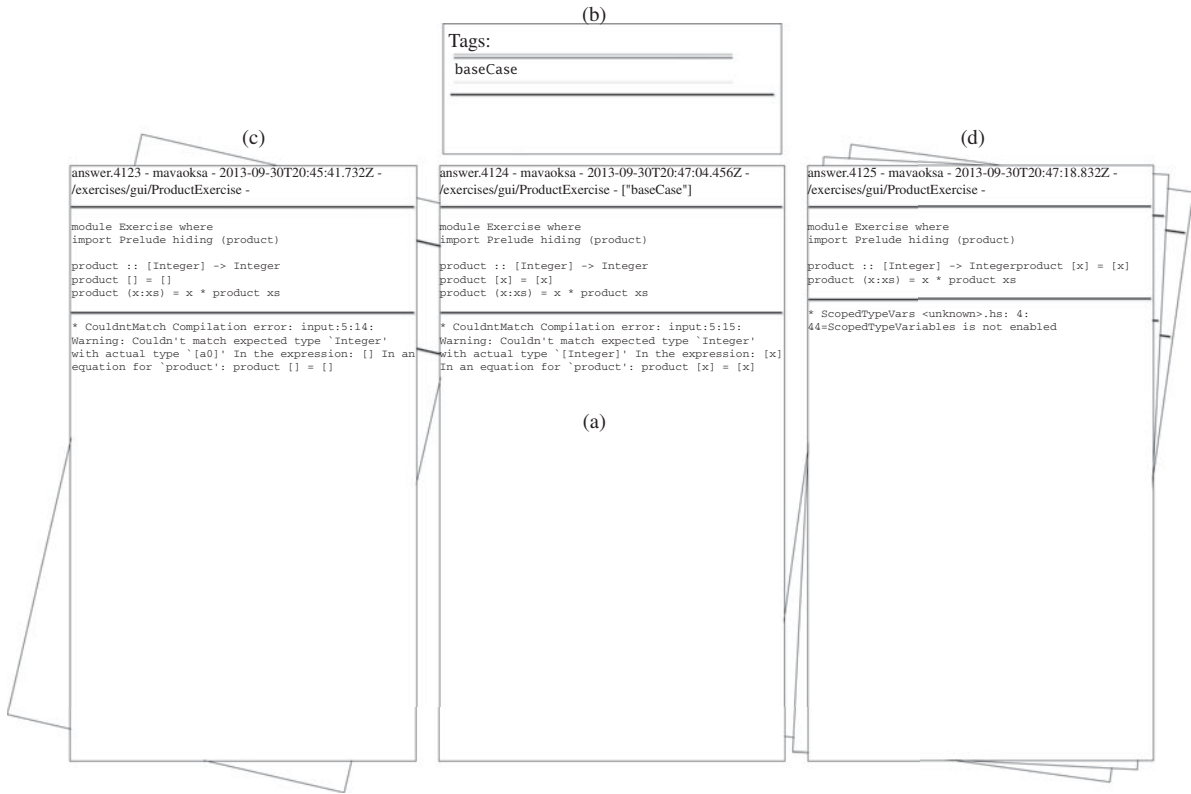 (b)
Tags:
baseCase
(c)
answer.4123 - mavaoksa - 2013-09-30T20:45:41.732Z -
/exercises/gui/ProductExercise -
module Exercise where
import Prelude hiding (product)
product :: [Integer] -> Integer
product [] = []
product (x:xs) = x * product xs
* CouldntMatch Compilation error: input:5:14:
Warning: Couldn't match expected type `Integer'
with actual type `[a0]' In the expression: [] In an
equation for `product': product [] = []
answer.4124 - mavaoksa - 2013-09-30T20:47:04.456Z -
/exercises/gui/ProductExercise - ["baseCase"]
module Exercise where
import Prelude hiding (product)
product :: [Integer] -> Integer
product [x] = [x]
product (x:xs) = x * product xs
* CouldntMatch Compilation error: input:5:15:
Warning: Couldn't match expected type `Integer'
with actual type `[Integer]' In the expression: [x]
In an equation for `product': product [x] = [x]
(a)
(d)
answer.4125 - mavaoksa - 2013-09-30T20:47:18.832Z -
/exercises/gui/ProductExercise -
module Exercise where
import Prelude hiding (product)
product :: [Integer] -> Integerproduct [x] = [x]
product (x:xs) = x * product xs
* ScopedTypeVars <unknown>.hs: 4:
44=ScopedTypeVariables is not enabled